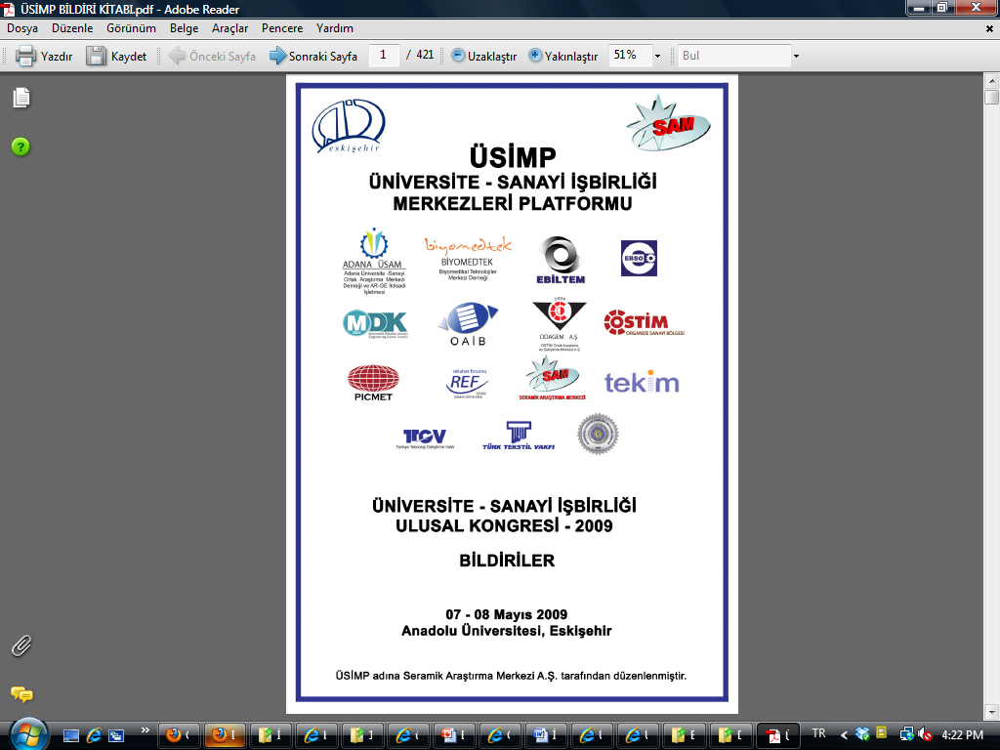 ÜSİMP BİLDİRİ KİTABI.pdf - Adobe Reader
Dosya Düzenle Görünüm Belge Araçlar Pencere Yardım
Yazdır Kaydet Önceki Sayfa Sonraki Sayfa 1 / 421 Uzaklaştır Yakınlaştır 51% Bul
eskişehir
SAM
ÜSİMP
ÜNİVERSİTE - SANAYİ İŞBİRLİĞİ
MERKEZLERİ PLATFORMU
ADANA ÜSAM
Adana Üniversite -Sanayi
Ortak Araştırma Merkezi
Derneği ve AR-GE İktisadi
İşletmesi
biyomedtek
BİYOMEDTEK
Biyomedikal Teknolojiler
Merkezi Derneği
EBİLTEM
EBSO
MDK
OAİB
ODAGEM A.Ş
OSTİM Ortak Araştırma
ve Geliştirme Merkezi A.Ş.
OSTİM
ORGANIZE SANAYİ BÖLGESİ
PICMET
rekabet forumu
REF
Sabancı Üniversitesi
SAM
SERAMİK ARAŞTIRMA MERKEZİ
tekim
TTGV
Türkiye Teknoloji Geliştirme Vakfı
TÜRK TEKSTİL VAKFI
ÜNİVERSİTE - SANAYİ İŞBİRLİĞİ
ULUSAL KONGRESİ - 2009
BİLDİRİLER
07 - 08 Mayıs 2009
Anadolu Üniversitesi, Eskişehir
ÜSİMP adına Seramik Araştırma Merkezi A.Ş. tarafından düzenlenmiştir.
TR 4:22 PM